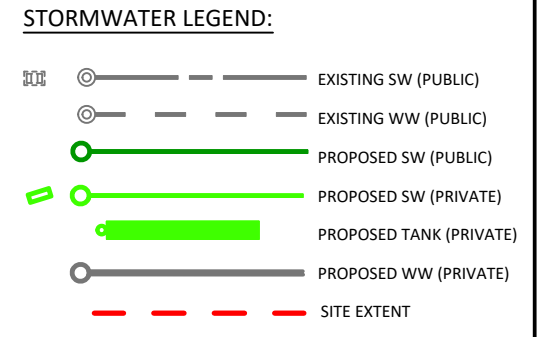 STORMWATER LEGEND:
EXISTING SW (PUBLIC)
EXISTING WW (PUBLIC)
PROPOSED SW (PUBLIC)
PROPOSED SW (PRIVATE)
PROPOSED TANK (PRIVATE)
PROPOSED WW (PRIVATE)
SITE EXTENT